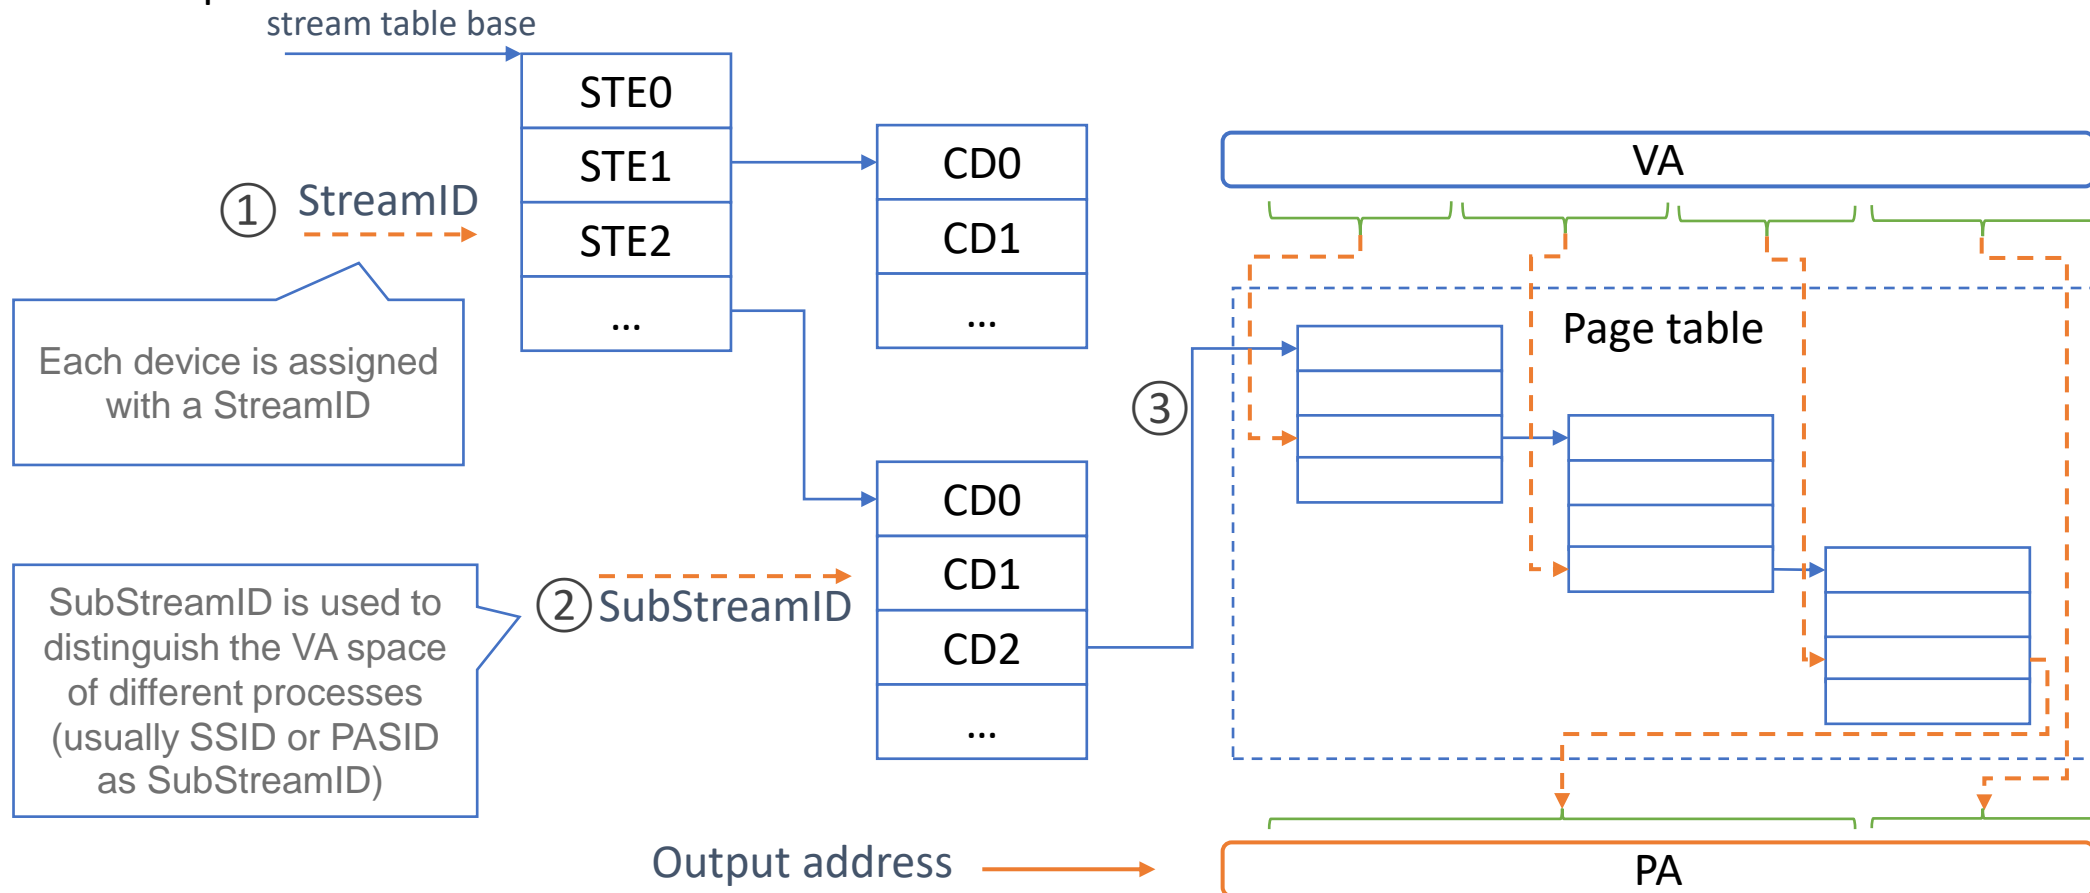 stream table base
STE0
STE1
STE2
...
① StreamID
Each device is assigned
with a StreamID
CD0
CD1
...
SubStreamID is used to
distinguish the VA space
of different processes
(usually SSID or PASID
as SubStreamID)
② SubStreamID
CD0
CD1
CD2
...
③
VA
Page table
Output address
PA